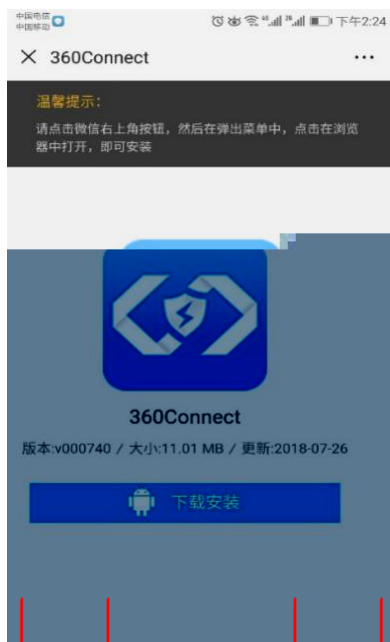 中国电信
中国移动
下午2:24
360Connect
温馨提示：
请点击微信右上角按钮，然后在弹出菜单中，点击在浏览
器中打开，即可安装
360Connect
版本:v000740 / 大小:11.01 MB / 更新:2018-07-26
下载安装